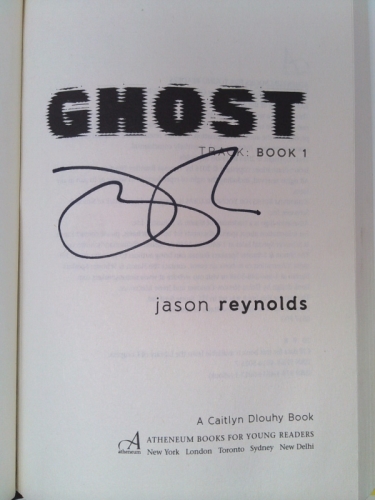 GHOST
TRACK: BOOK 1
jason reynolds
A Caitlyn Dlouhy Book
A
atheneum
ATHENEUM BOOKS FOR YOUNG READERS
New York London Toronto Sydney New Delhi